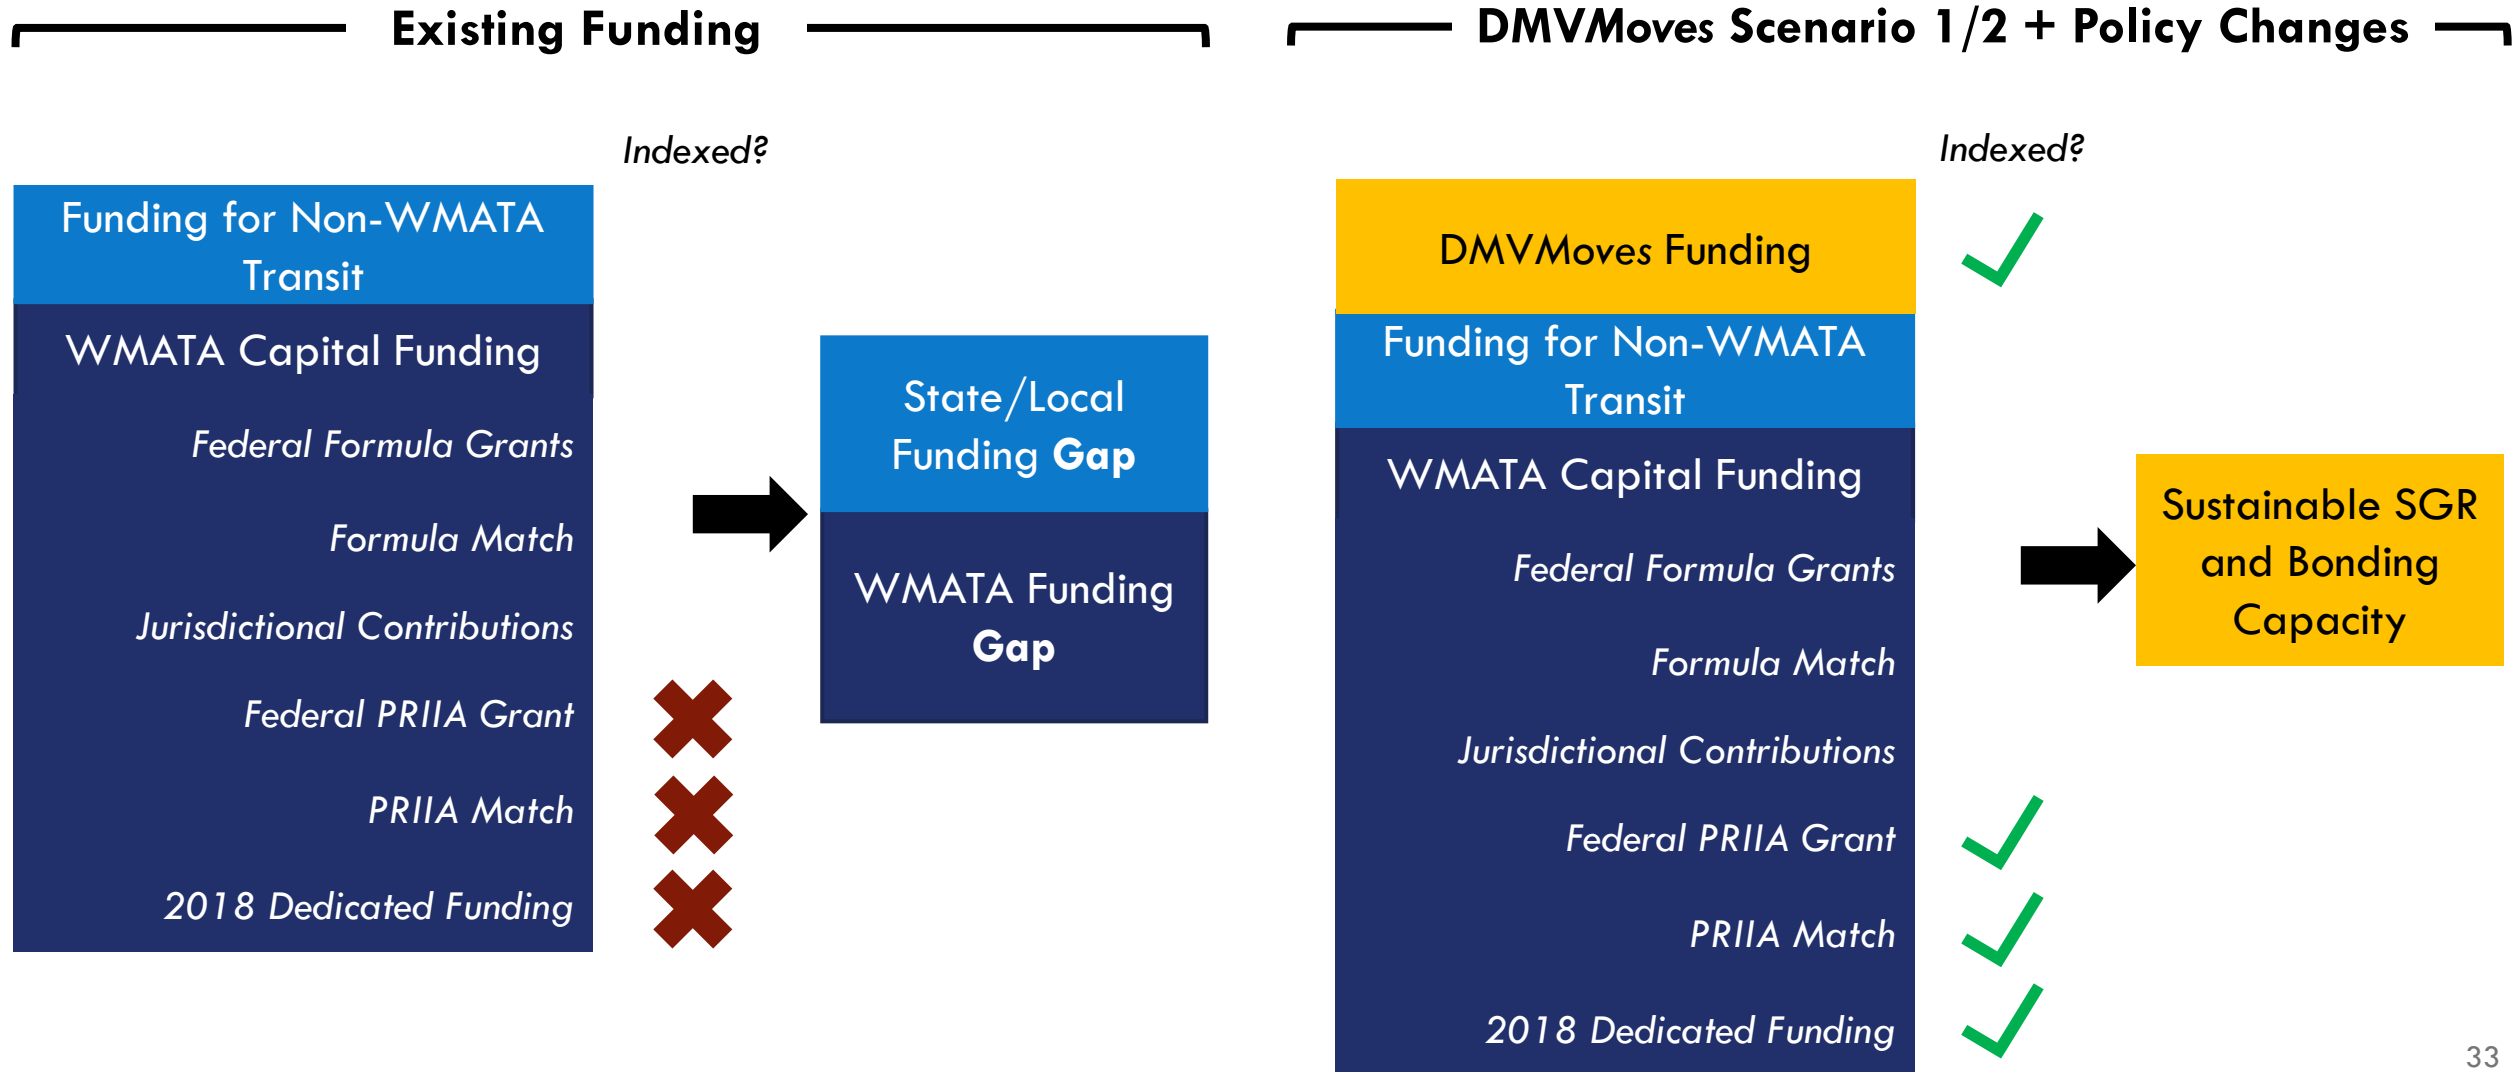 Existing Funding
Indexed?
Funding for Non-WMATA
Transit
WMATA Capital Funding
Federal Formula Grants
Formula Match
Jurisdictional Contributions
Federal PRIIA Grant
PRIIA Match
2018 Dedicated Funding
State/Local
Funding Gap
WMATA Funding
Gap
DMVMoves Scenario 1/2 + Policy Changes
Indexed?
DMVMoves Funding
Funding for Non-WMATA
Transit
WMATA Capital Funding
Federal Formula Grants
Formula Match
Jurisdictional Contributions
Federal PRIIA Grant
PRIIA Match
2018 Dedicated Funding
Sustainable SGR
and Bonding
Capacity
33